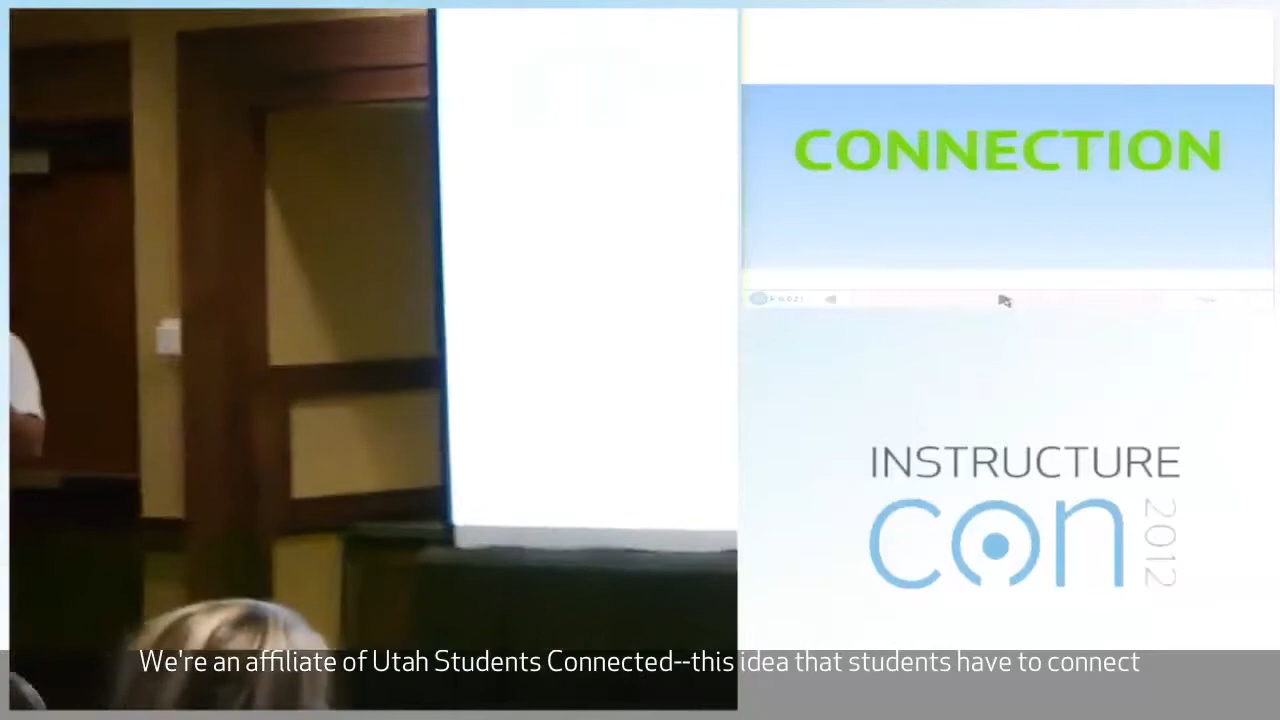 CONNECTION
INSTRUCTURE
con
2012
We're an affiliate of Utah Students Connected--this idea that students have to connect